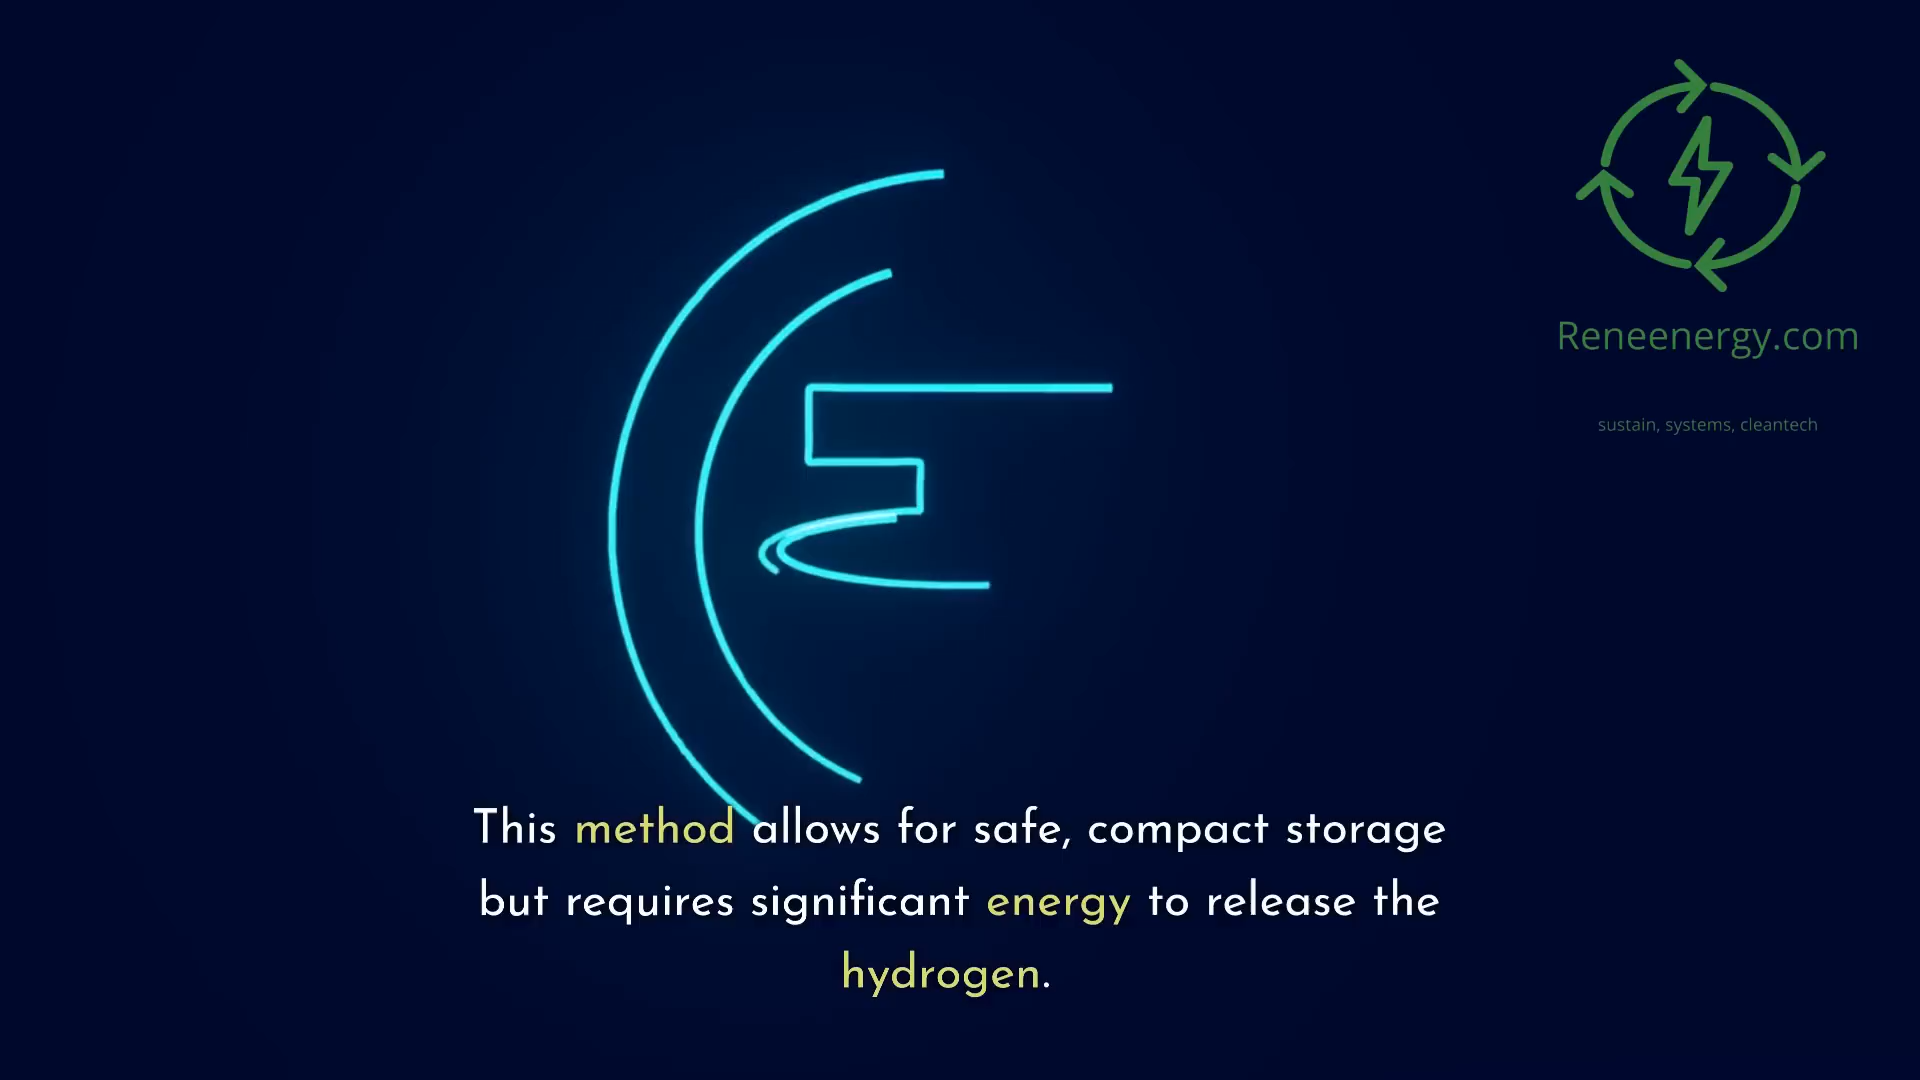 Reneenergy.com
sustain, systems, cleantech
This method allows for safe, compact storage
but requires significant energy to release the
hydrogen.